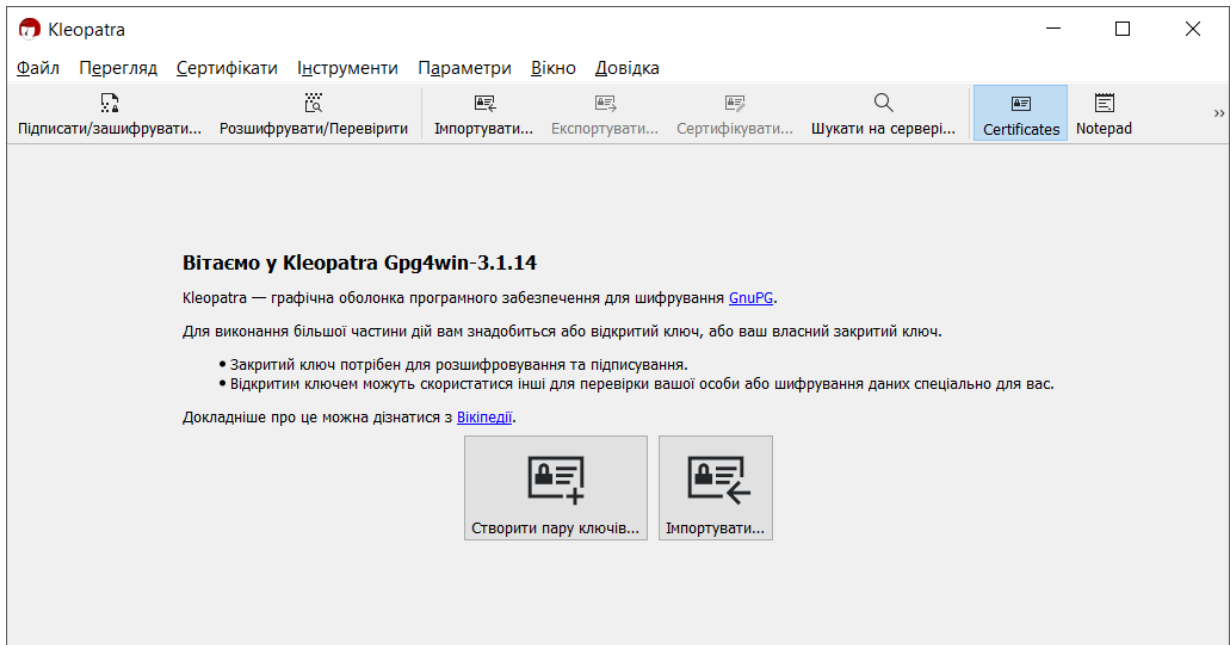 Kleopatra
Файл Перегляд Сертифікати Інструменти Параметри Вікно Довідка
Підписати/зашифрувати... Розшифрувати/Перевірити Імпортувати... Експортувати... Сертифікувати... Шукати на сервері... Certificates Notepad »
Вітаємо у Kleopatra Gpg4win-3.1.14
Kleopatra — графічна оболонка програмного забезпечення для шифрування GnuPG.
Для виконання більшої частини дій вам знадобиться або відкритий ключ, або ваш власний закритий ключ.
• Закритий ключ потрібен для розшифровування та підписування.
• Відкритим ключем можуть скористатися інші для перевірки вашої особи або шифрування даних спеціально для вас.
Докладніше про це можна дізнатися з Вікіпедії.
Створити пару ключів... Імпортувати...